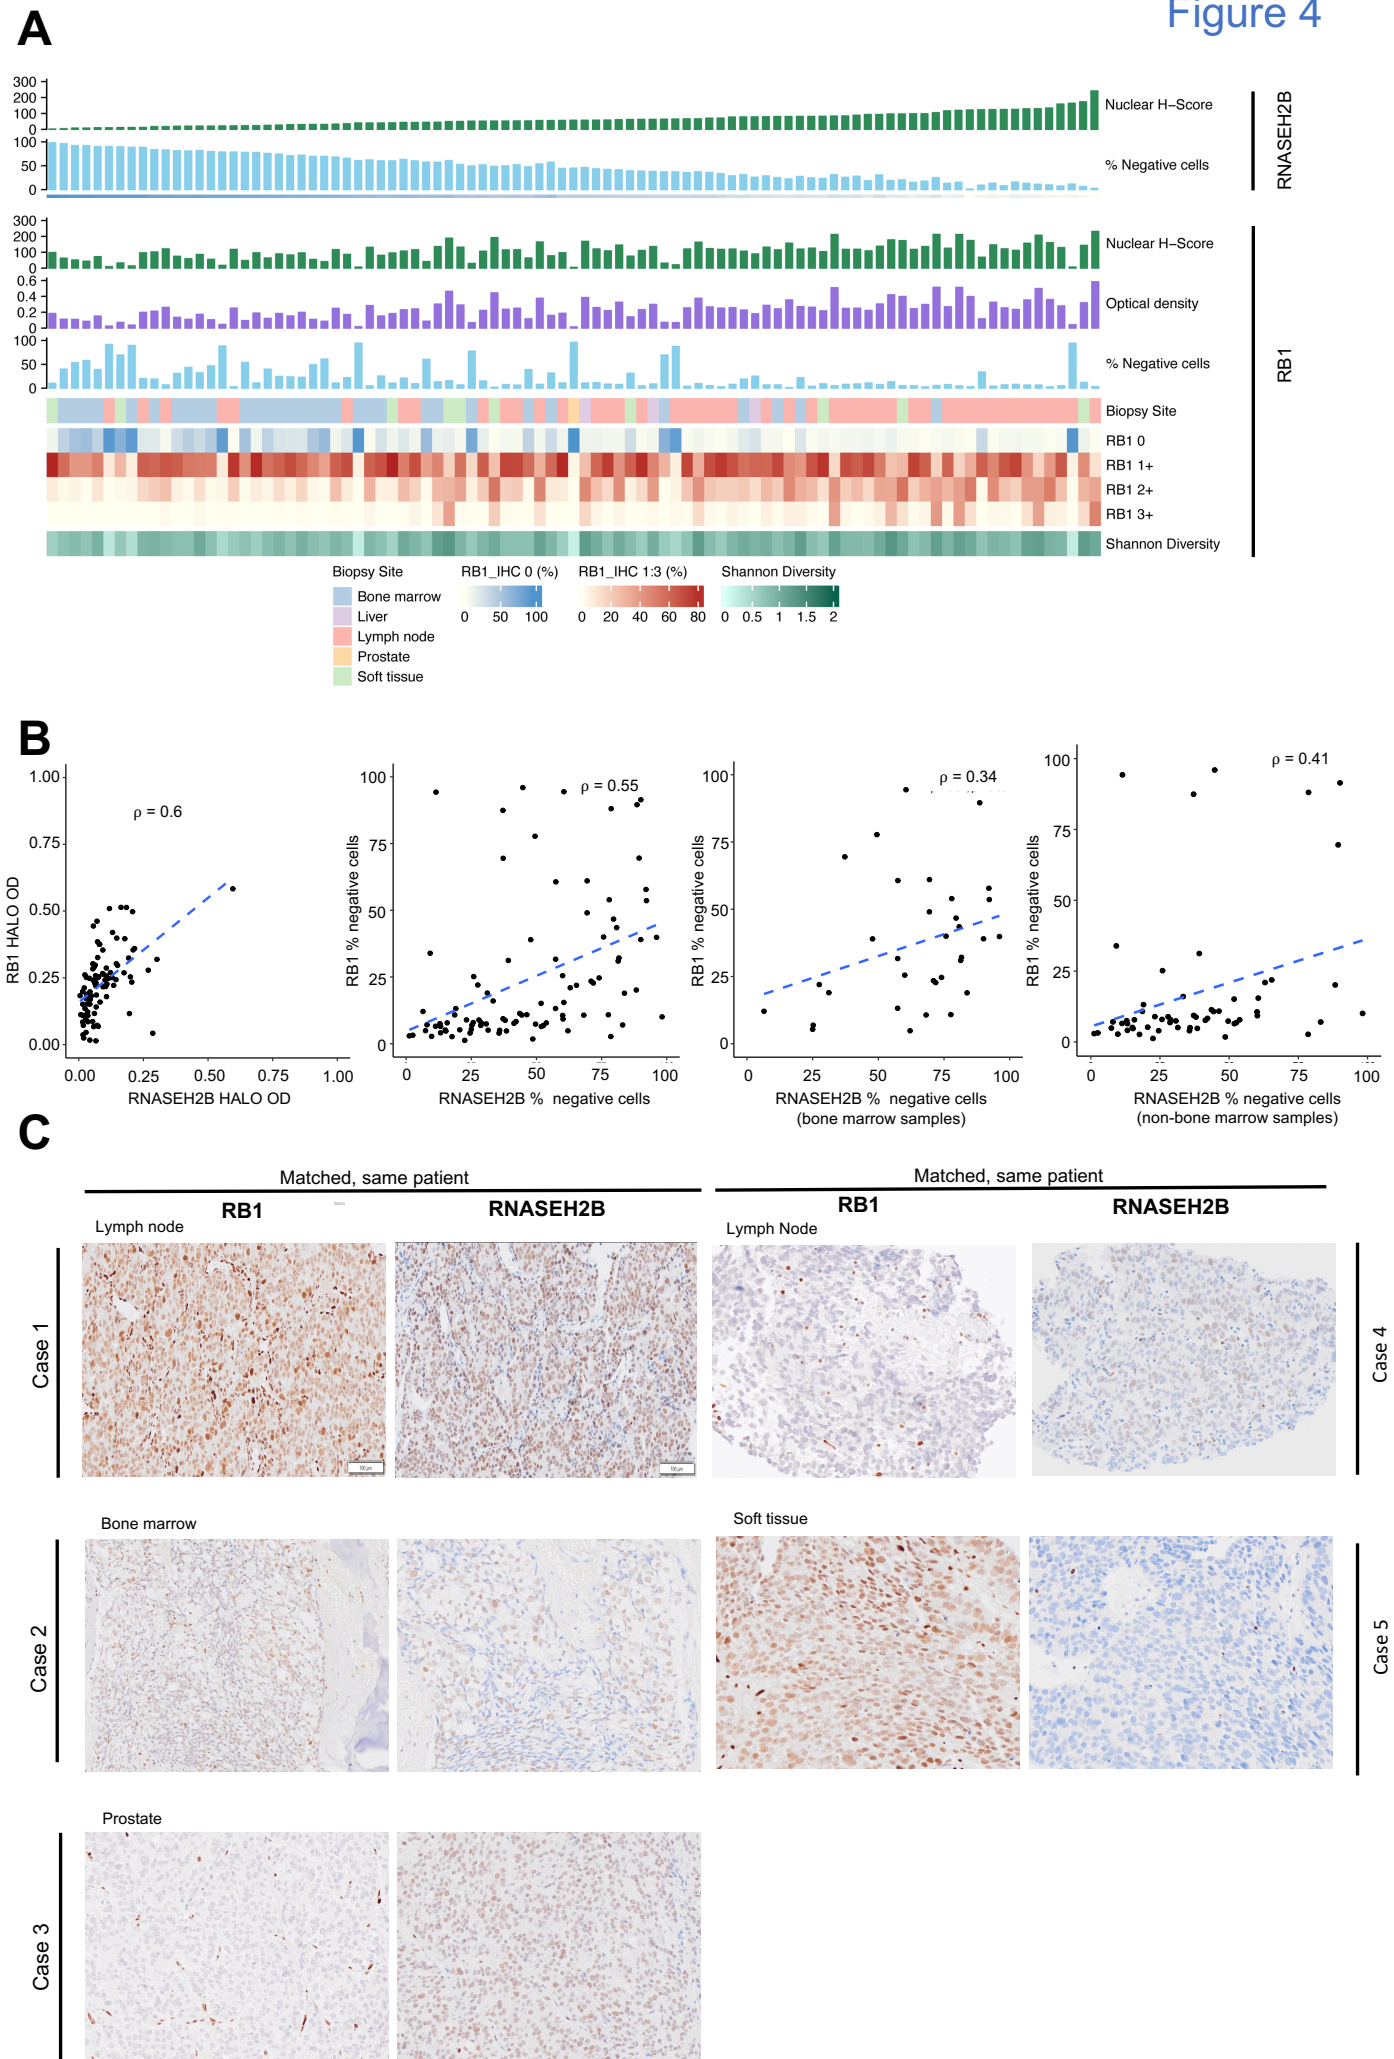 Figure 4
A
300
200
100
0
Nuclear H−Score
100
50
0
% Negative cells
RNASEH2B
300
200
100
0
Nuclear H−Score
0.6
0.4
0.2
0
Optical density
100
50
0
% Negative cells
RB1
Biopsy Site
RB1 0
RB1 1+
RB1 2+
RB1 3+
Shannon Diversity
Biopsy Site
Bone marrow
Liver
Lymph node
Prostate
Soft tissue
RB1_IHC 0 (%)
0 50 100
RB1_IHC 1:3 (%)
0 20 40 60 80
Shannon Diversity
0 0.5 1 1.5 2
B
1.00
0.75
0.50
0.25
0.00
RB1 HALO OD
ρ = 0.6
0.00 0.25 0.50 0.75 1.00
RNASEH2B HALO OD
100
75
50
25
0
RB1 % negative cells
ρ = 0.55
0 25 50 75 100
RNASEH2B % negative cells
100
75
50
25
0
RB1 % negative cells
ρ = 0.34
0 25 50 75 100
RNASEH2B % negative cells
(bone marrow samples)
100
75
50
25
0
RB1 % negative cells
ρ = 0.41
0 25 50 75 100
RNASEH2B % negative cells
(non-bone marrow samples)
C
Matched, same patient
RB1
RNASEH2B
Matched, same patient
RB1
RNASEH2B
Lymph node
Case 1
100 µm
100 µm
Lymph Node
Case 4
Bone marrow
Case 2
Soft tissue
Case 5
Prostate
Case 3